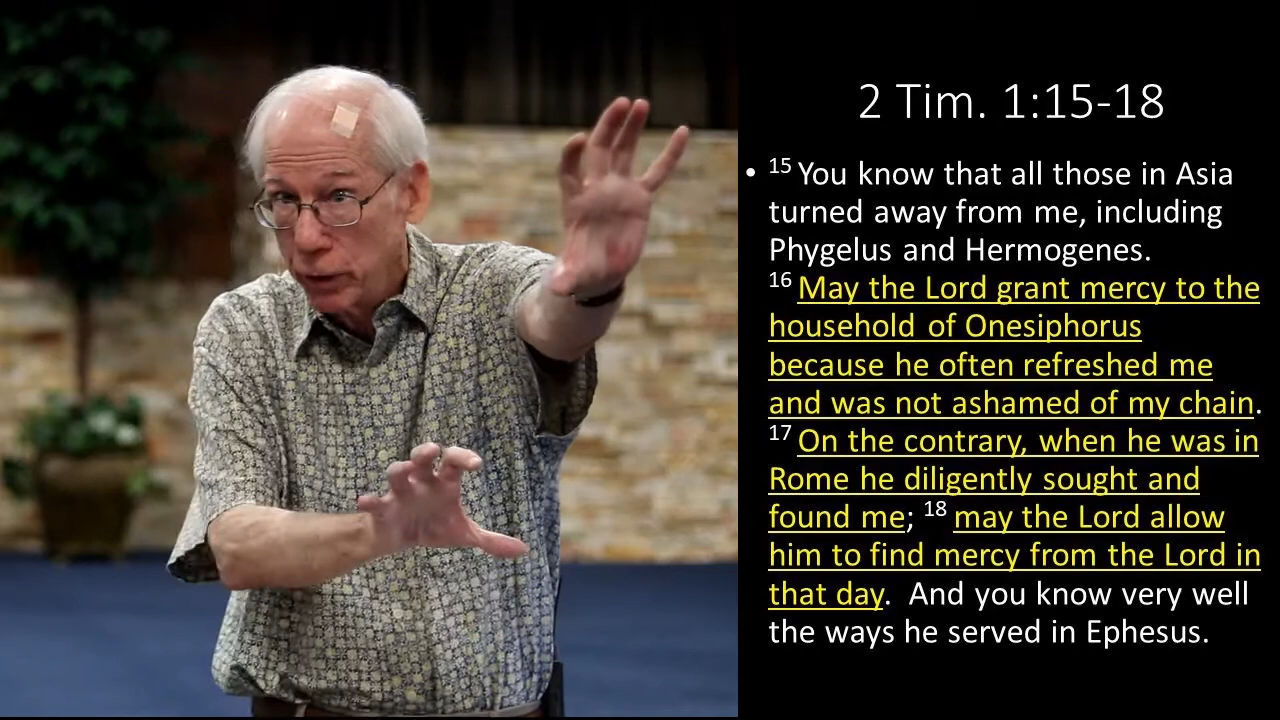 2 Tim. 1:15-18
• 15 You know that all those in Asia
turned away from me, including
Phygelus and Hermogenes.
16 May the Lord grant mercy to the
household of Onesiphorus
because he often refreshed me
and was not ashamed of my chain.
17 On the contrary, when he was in
Rome he diligently sought and
found me; 18 may the Lord allow
him to find mercy from the Lord in
that day.  And you know very well
the ways he served in Ephesus.